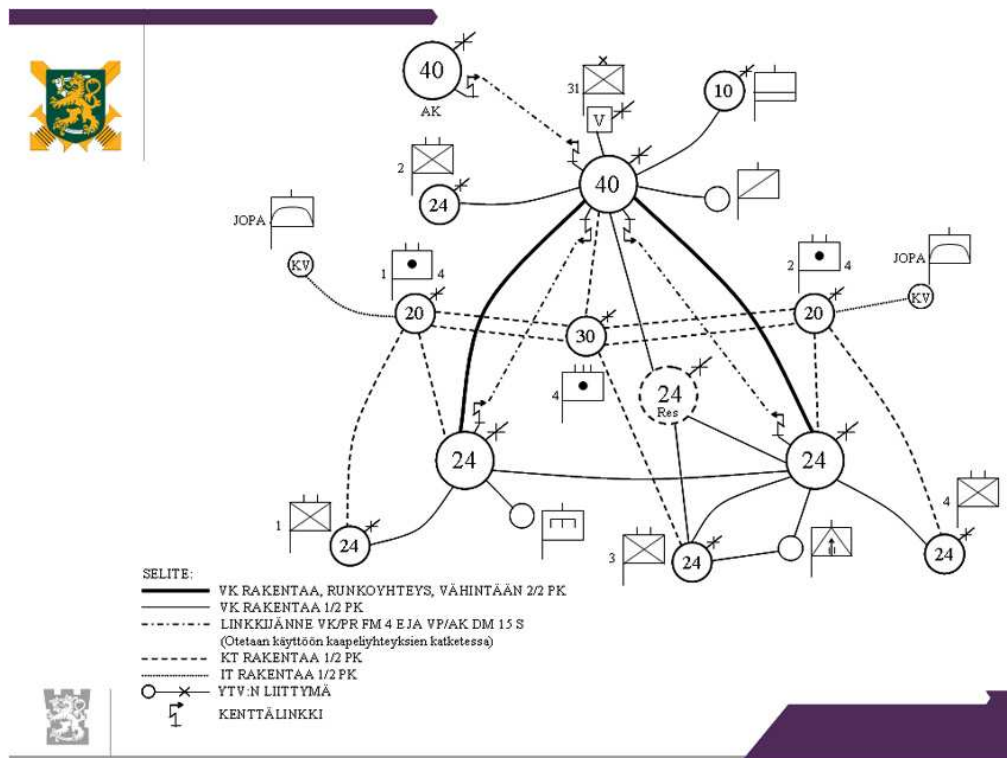 40
AK
31
V
10
2
24
40
JOPA
KV
1
4
20
30
4
2
4
20
JOPA
KV
24
Res
24
24
1
24
3
24
4
24
SELITE:
VK RAKENTAA, RUNKOYHTEYS, VÄHINTÄÄN 2/2 PK
VK RAKENTAA 1/2 PK
LINKKIJÄNNE VK/PR FM 4 E JA VP/AK DM 15 S
(Otetaan käyttöön kaapeliyhteyksien katketessa)
KT RAKENTAA 1/2 PK
IT RAKENTAA 1/2 PK
YTV:N LIITTYMÄ
KENTTÄLINKKI